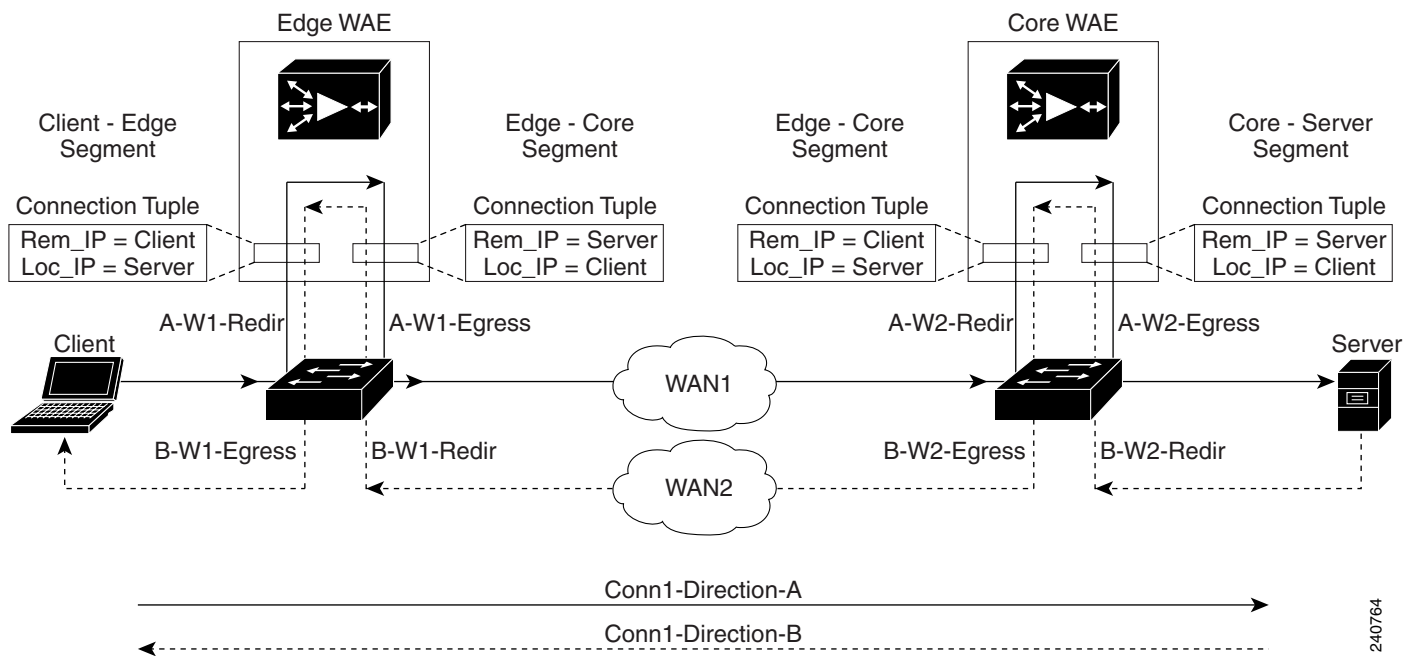 Edge WAE
Core WAE
Client - Edge
Segment
Edge - Core
Segment
Edge - Core
Segment
Core - Server
Segment
Connection Tuple
Rem_IP = Client
Loc_IP = Server
Connection Tuple
Rem_IP = Server
Loc_IP = Client
Connection Tuple
Rem_IP = Client
Loc_IP = Server
Connection Tuple
Rem_IP = Server
Loc_IP = Client
A-W1-Redir
A-W1-Egress
A-W2-Redir
A-W2-Egress
Client
Server
WAN1
B-W1-Egress
B-W1-Redir
B-W2-Egress
B-W2-Redir
WAN2
Conn1-Direction-A
Conn1-Direction-B
240764